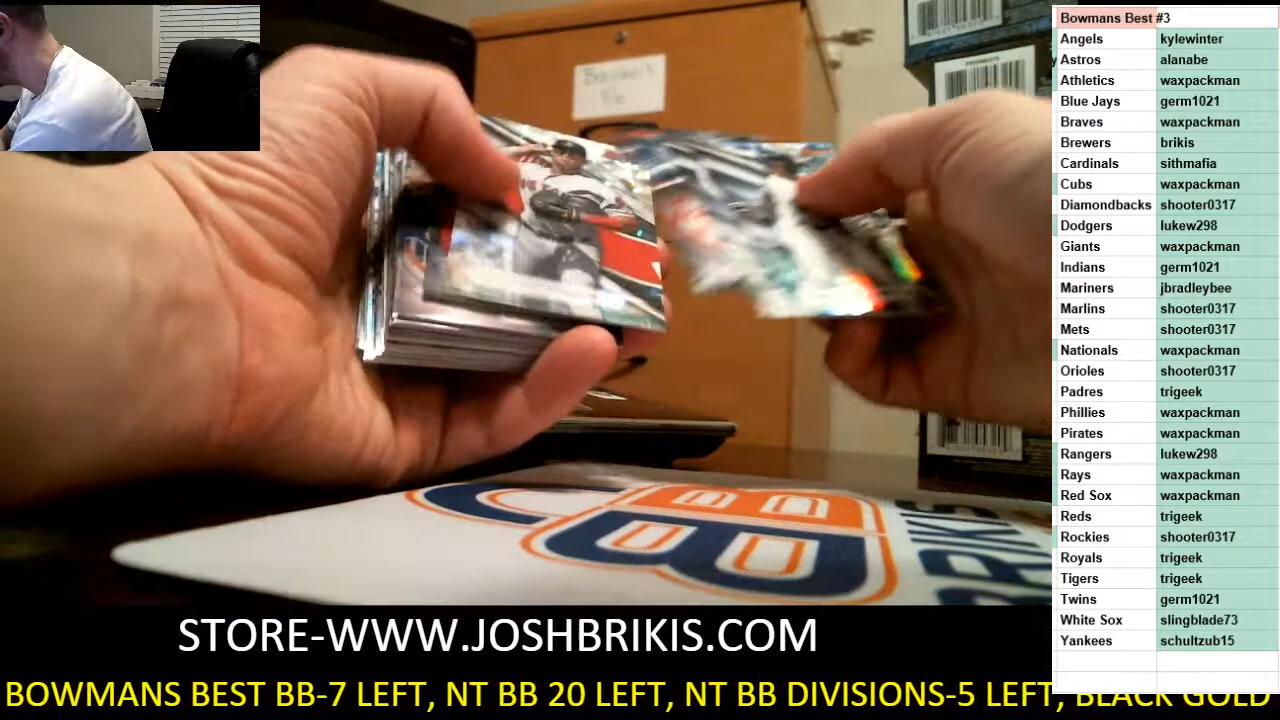 Bowmans Best #3
Angels kylewinter
Astros alanabe
Athletics waxpackman
Blue Jays germ1021
Braves waxpackman
Brewers brikis
Cardinals sithmafia
Cubs waxpackman
Diamondbacks shooter0317
Dodgers lukew298
Giants waxpackman
Indians germ1021
Mariners jbradleybee
Marlins shooter0317
Mets shooter0317
Nationals waxpackman
Orioles shooter0317
Padres trigeek
Phillies waxpackman
Pirates waxpackman
Rangers lukew298
Rays waxpackman
Red Sox waxpackman
Reds trigeek
Rockies shooter0317
Royals trigeek
Tigers trigeek
Twins germ1021
White Sox slingblade73
Yankees schultzub15
BRIKIS
STORE-WWW.JOSHBRIKIS.COM
BOWMANS BEST BB-7 LEFT, NT BB 20 LEFT, NT BB DIVISIONS-5 LEFT, BLACK GOLD